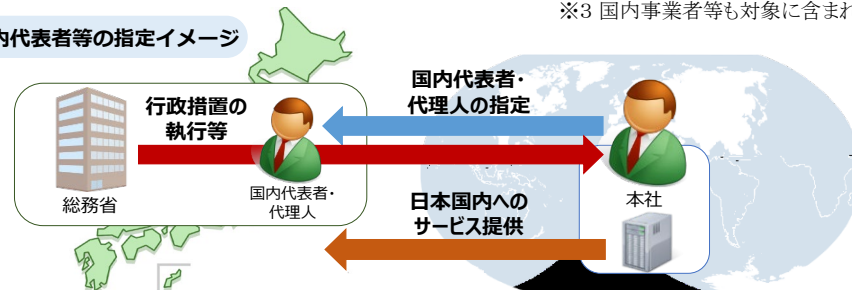 ※3 国内事業者等も対象に含まれ
内代表者等の指定イメージ
国内代表者・
代理人の指定
行政措置の
執行等
総務省
国内代表者・
代理人
本社
日本国内への
サービス提供